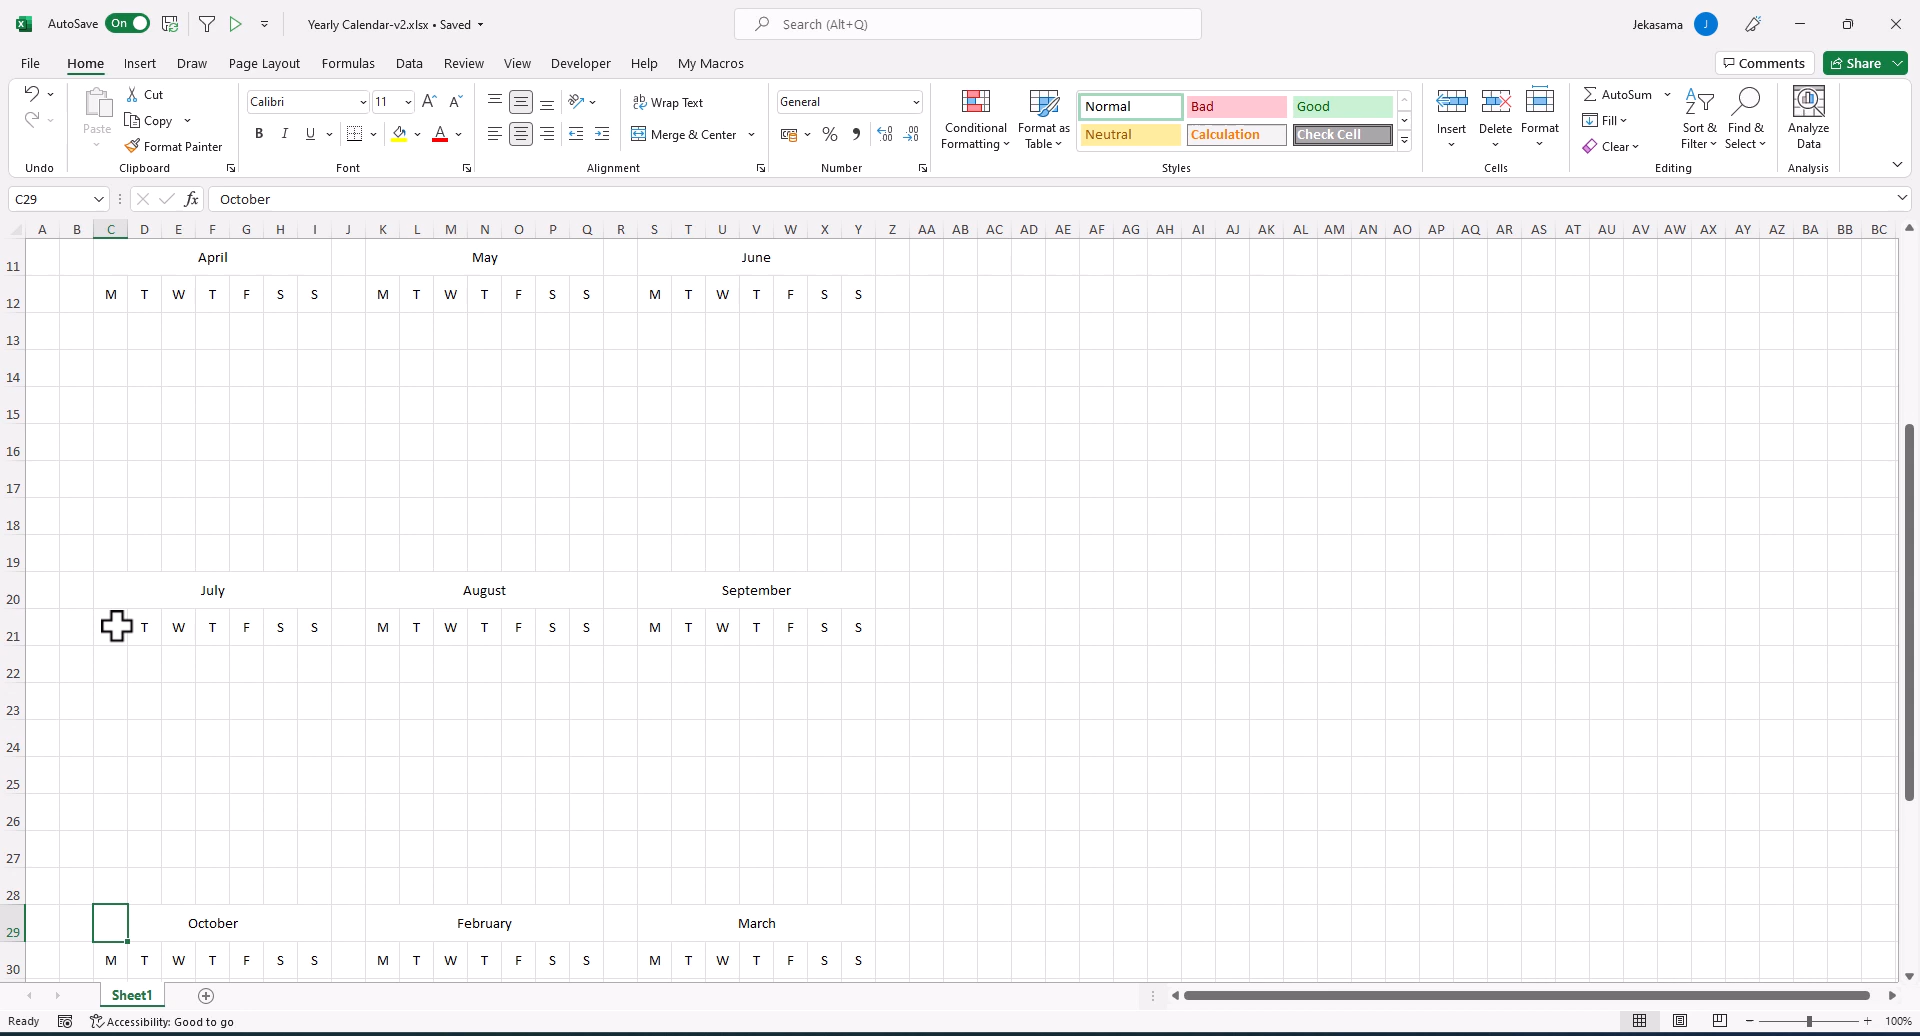 AutoSave On Yearly Calendar-v2.xlsx • Saved Search (Alt+Q) Jekasama J
File Home Insert Draw Page Layout Formulas Data Review View Developer Help My Macros Comments Share
Paste Cut Copy Format Painter
Calibri 11
B I U A
Wrap Text
Merge & Center
General
% 9
Conditional Formatting Format as Table
Normal Bad Good
Neutral Calculation Check Cell
Insert Delete Format
AutoSum
Fill
Clear
Sort & Filter Find & Select Analyze Data
Undo Clipboard Font Alignment Number Styles Cells Editing Analysis
C29 fx October
A B C D E F G H I J K L M N O P Q R S T U V W X Y Z AA AB AC AD AE AF AG AH AI AJ AK AL AM AN AO AP AQ AR AS AT AU AV AW AX AY AZ BA BB BC
11 April May June
12 M T W T F S S M T W T F S S M T W T F S S
13
14
15
16
17
18
19
20 July August September
21 T W T F S S M T W T F S S M T W T F S S
22
23
24
25
26
27
28
29 October February March
30 M T W T F S S M T W T F S S M T W T F S S
Sheet1
Ready Accessibility: Good to go 100%